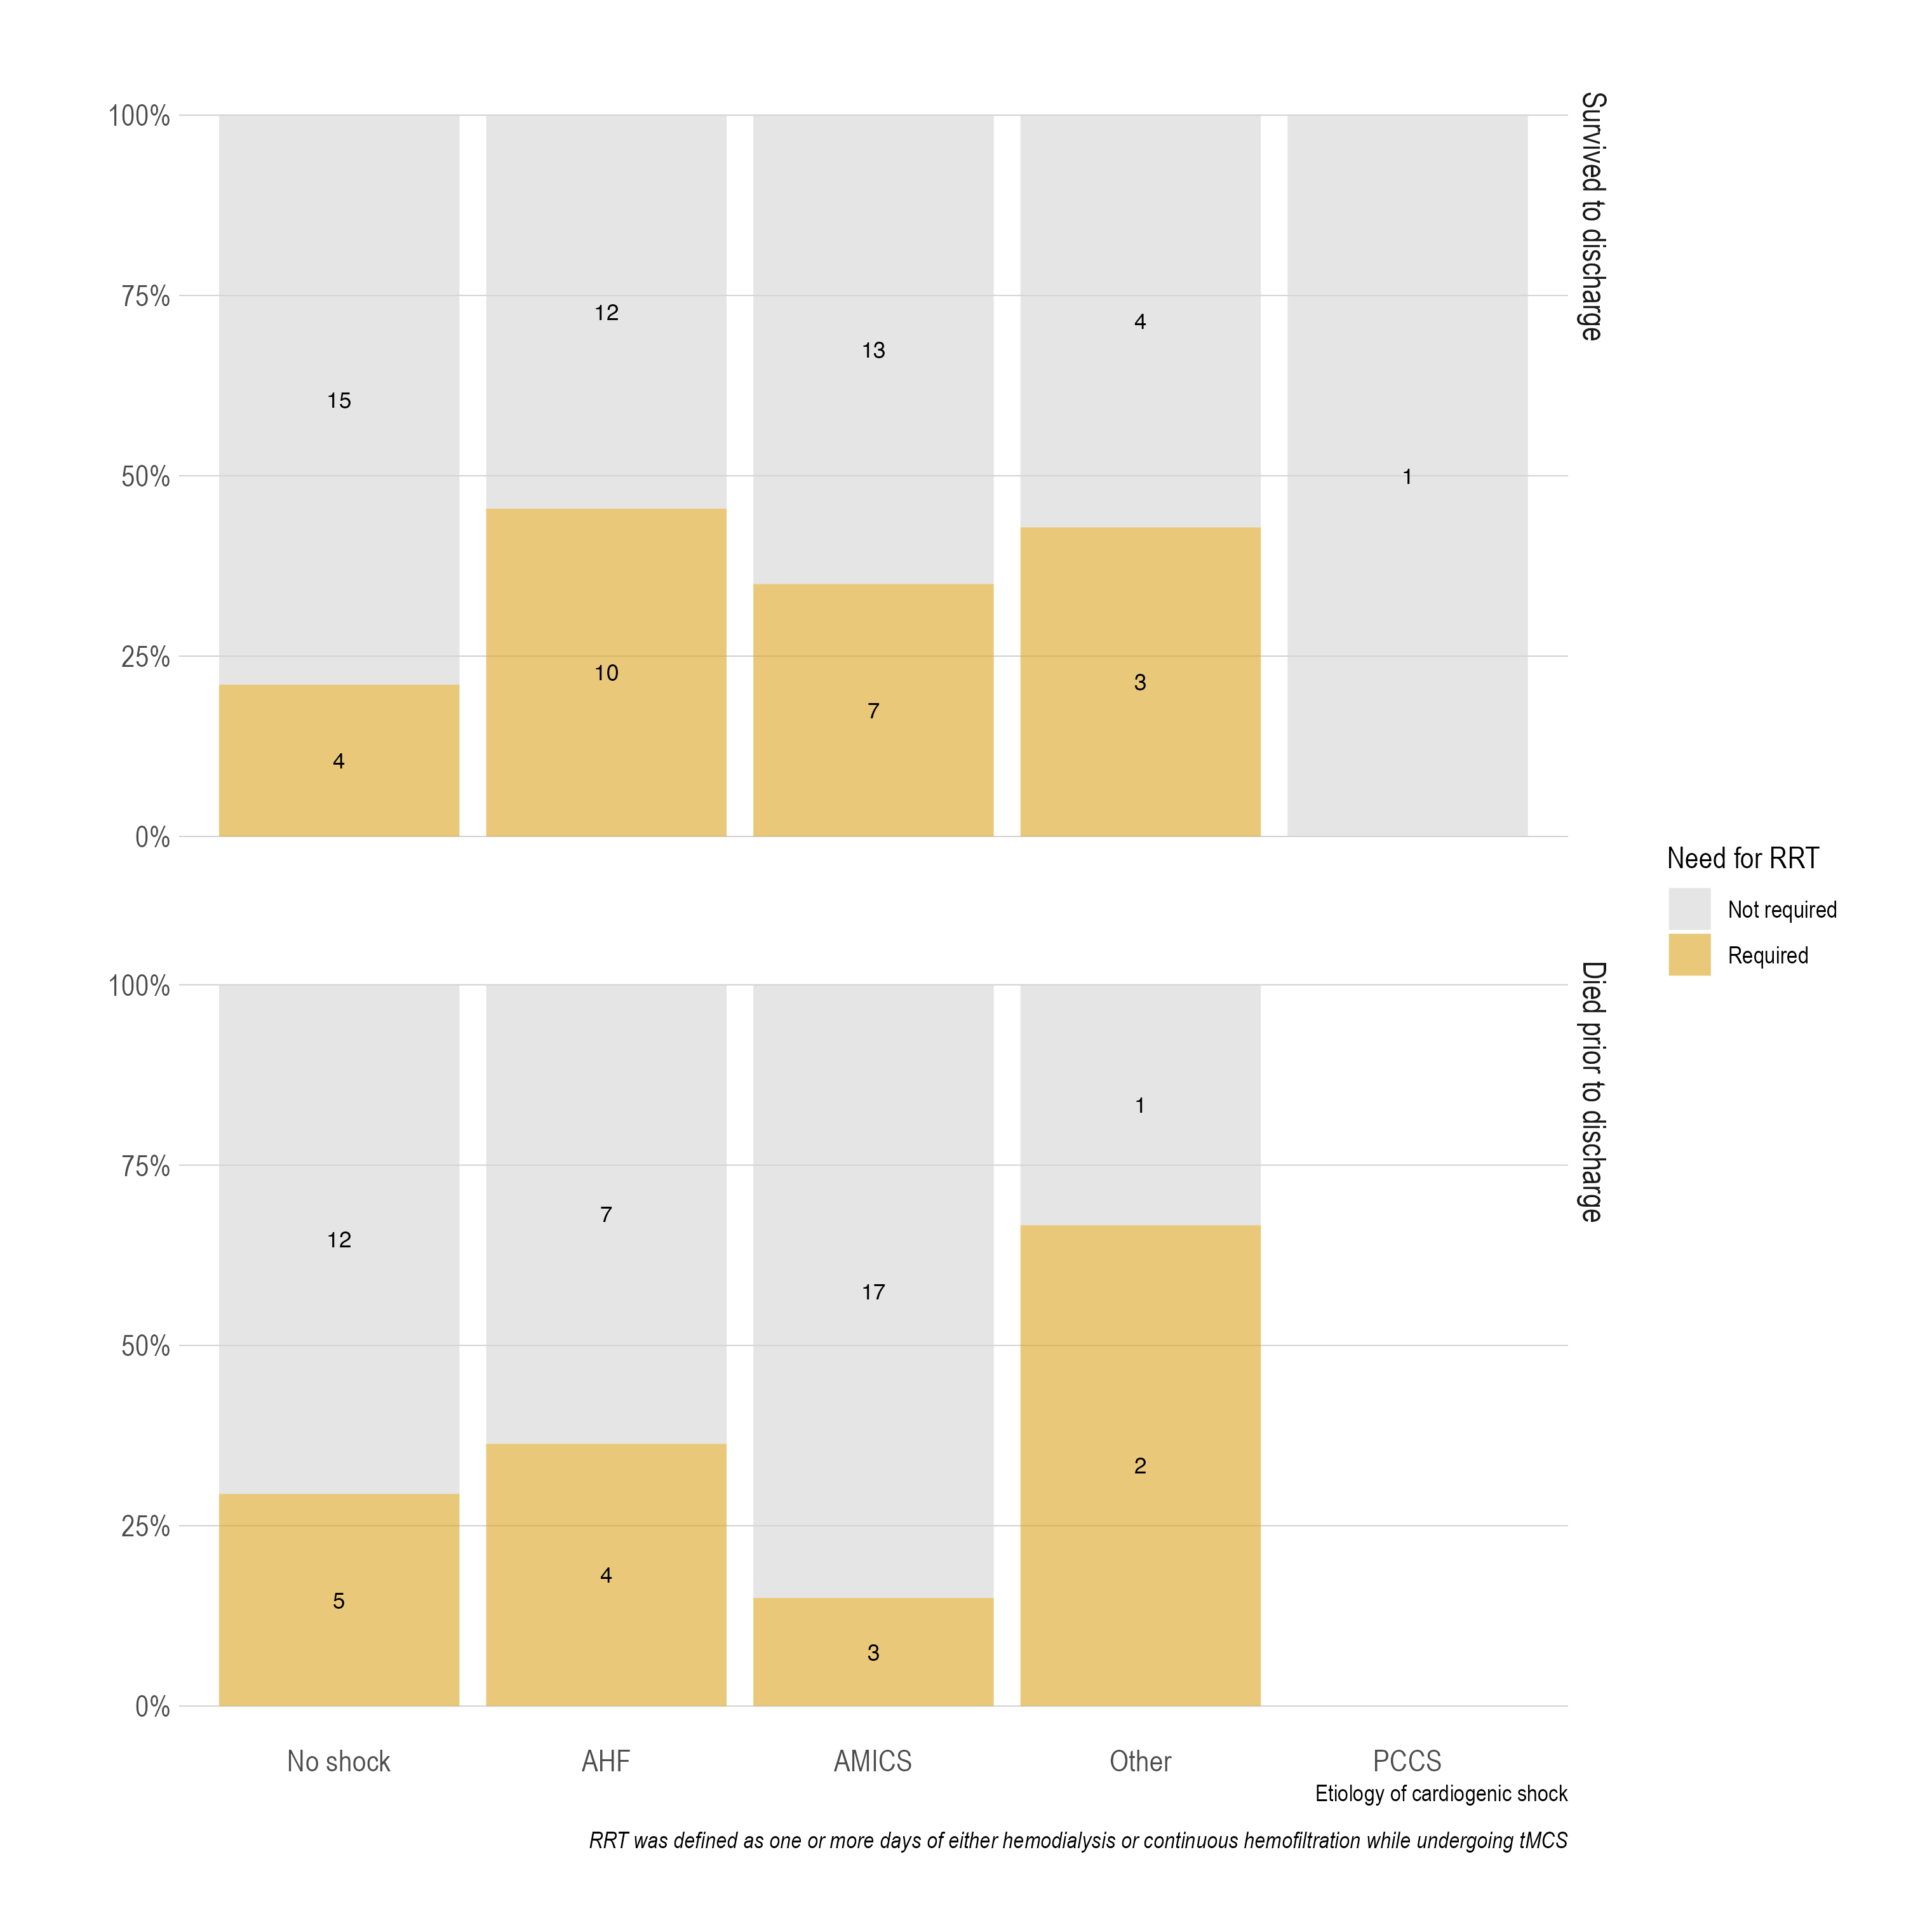 Survived to discharge
100%
75%
50%
25%
0%
15
12
13
4
1
4
10
7
3
Need for RRT
Not required
Required
Died prior to discharge
100%
75%
50%
25%
0%
12
7
17
1
5
4
3
2
No shock
AHF
AMICS
Other
PCCS
Etiology of cardiogenic shock
RRT was defined as one or more days of either hemodialysis or continuous hemofiltration while undergoing tMCS